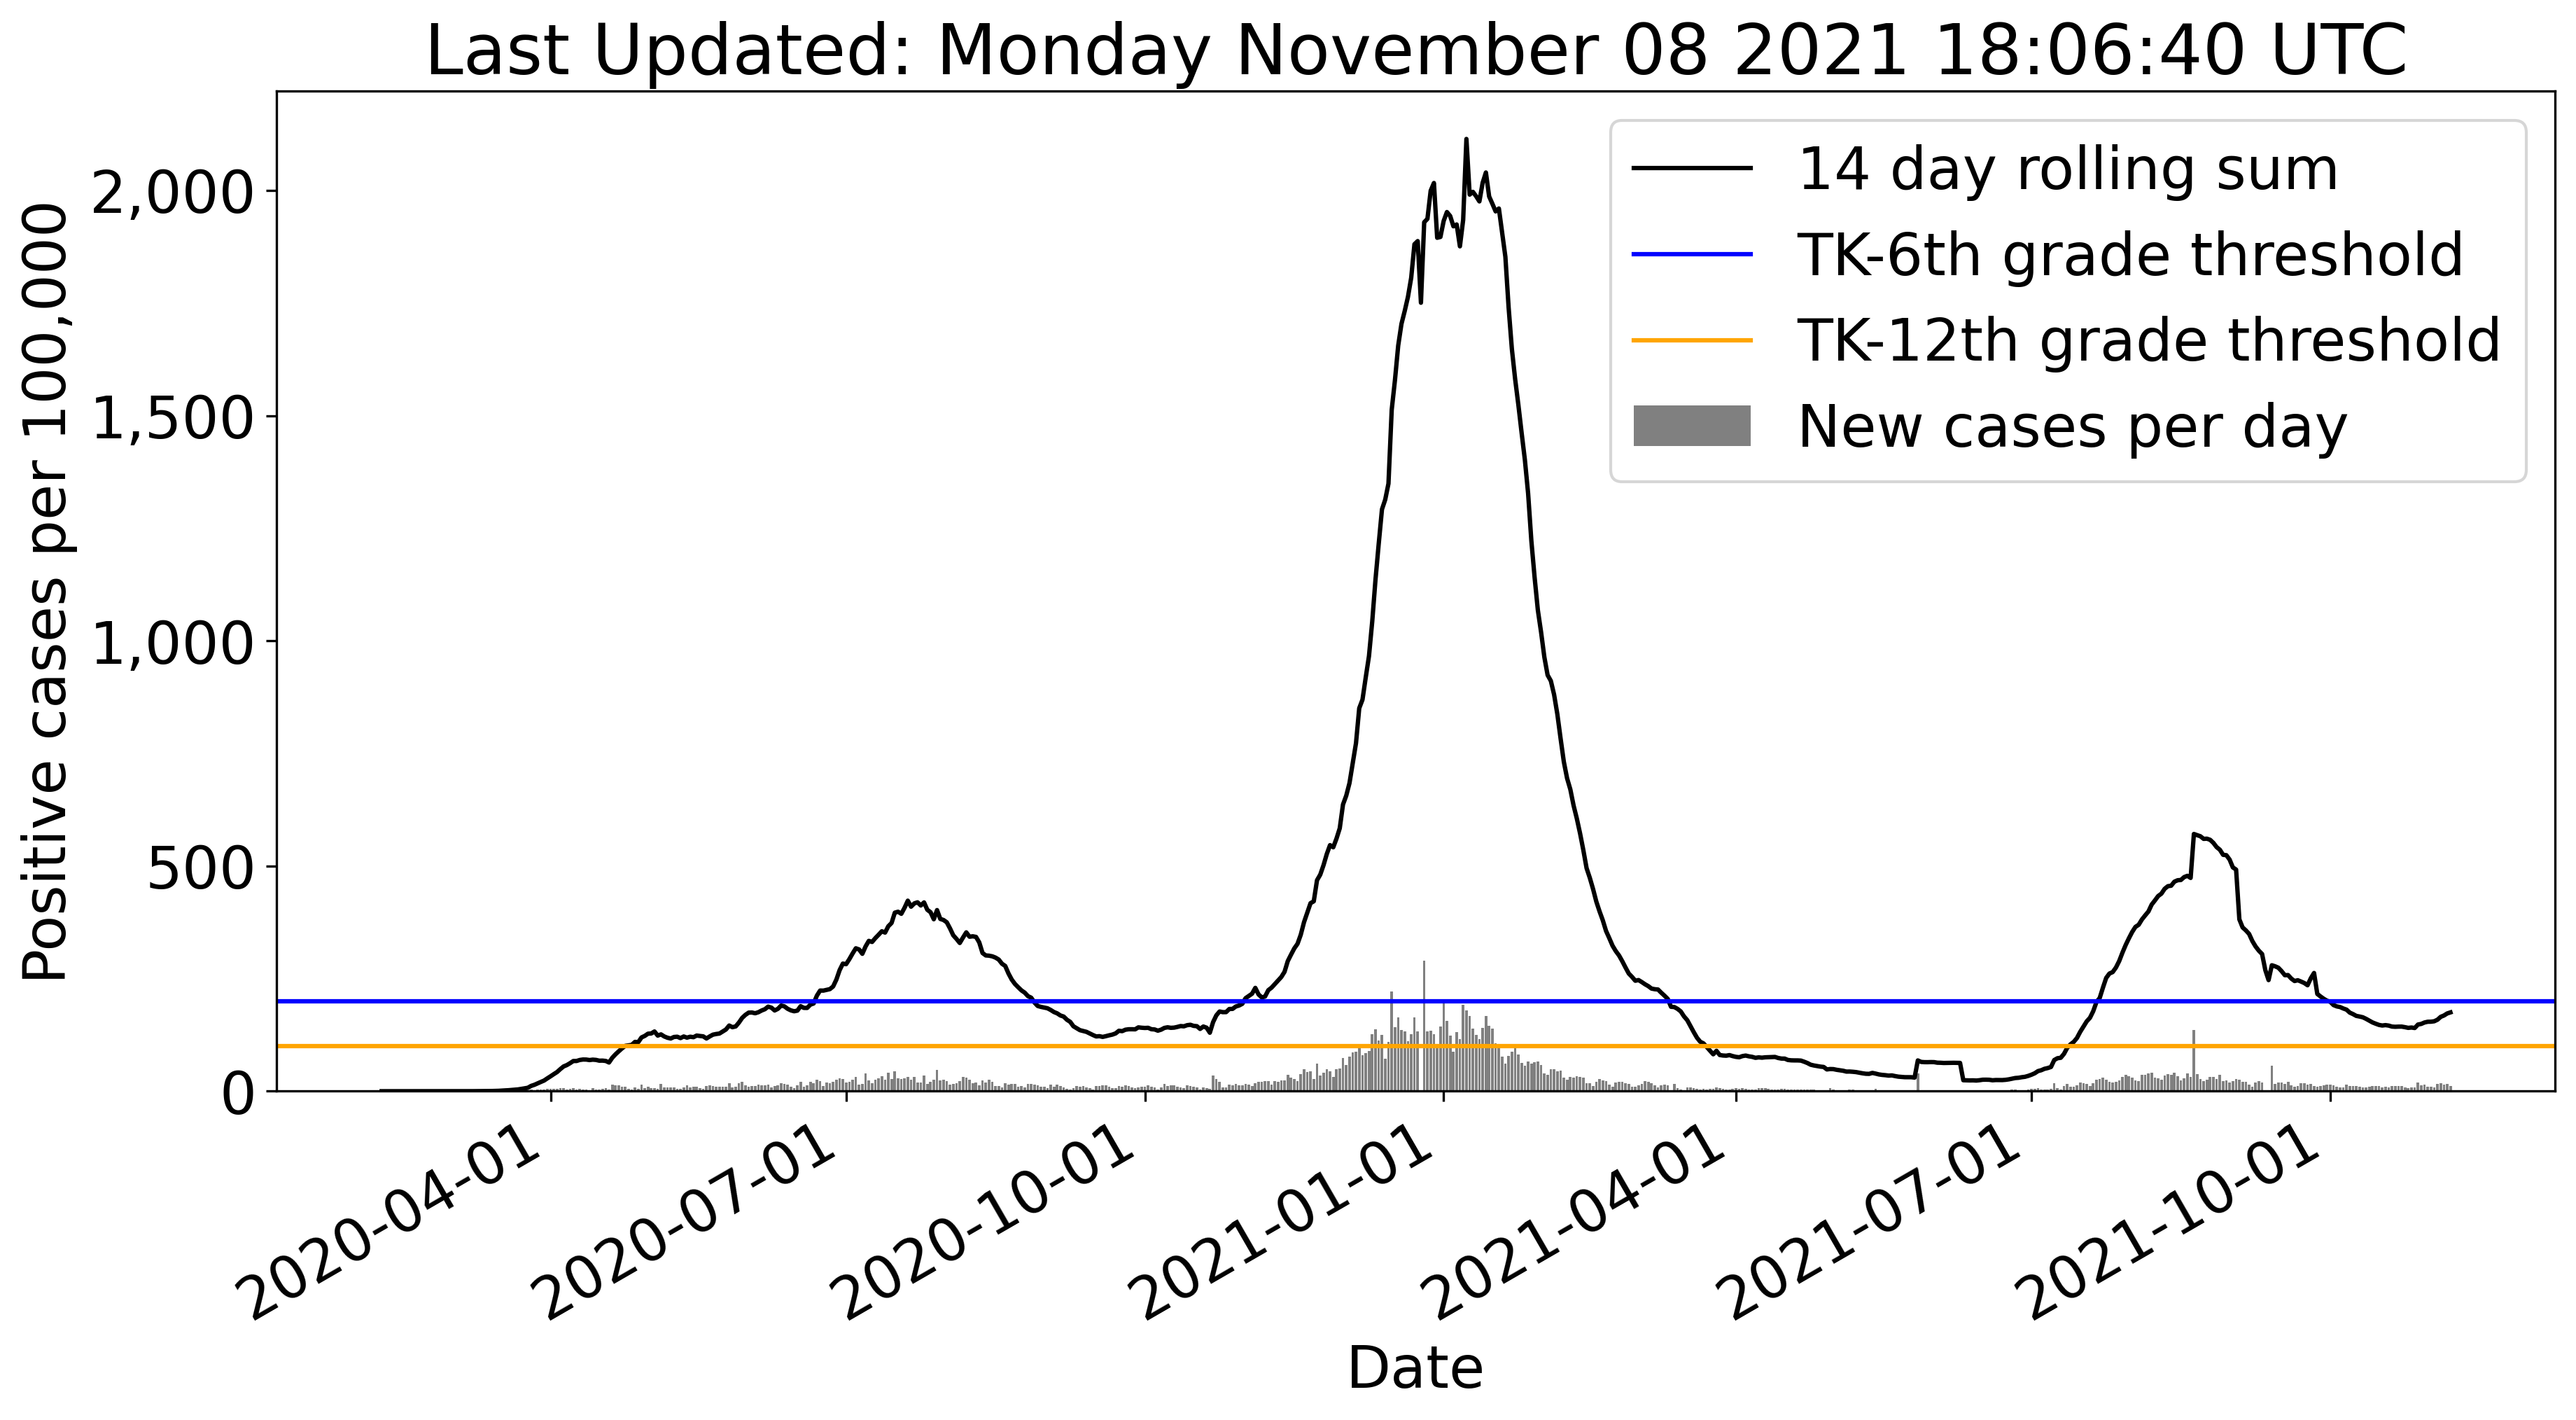 Last Updated: Monday November 08 2021 18:06:40 UTC
Positive cases per 100,000
2,000
1,500
1,000
500
0
14 day rolling sum
TK-6th grade threshold
TK-12th grade threshold
New cases per day
2020-04-01
2020-07-01
2020-10-01
2021-01-01
2021-04-01
2021-07-01
2021-10-01
Date